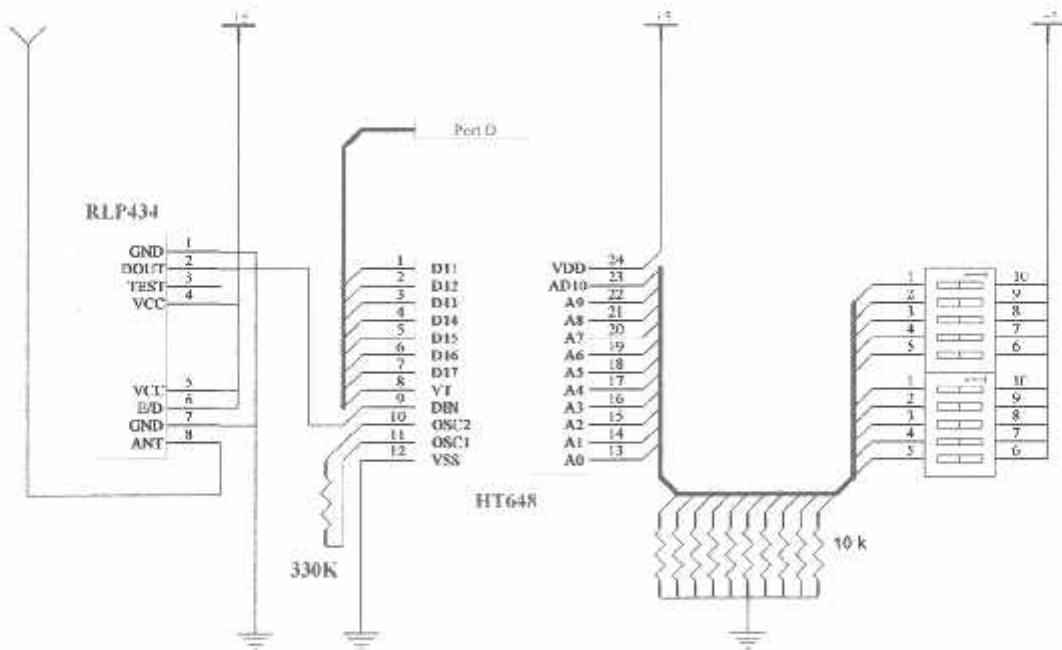 Port D
RLP434
GND 1
DOUT 2
TEST 3
VCC 4
VCC 5
E/D 6
GND 7
ANT 8
1 D11
2 D12
3 D13
4 D14
5 D15
6 D16
7 D17
8 VT
9 DIN
10 OSC2
11 OSC1
12 VSS
VDD 24
AD10 23
A9 22
A8 21
A7 20
A6 19
A5 18
A4 17
A3 16
A2 15
A1 14
A0 13
HT648
330K
1 10
2 9
3 8
4 7
5 6
1 10
2 9
3 8
4 7
5 6
10 k